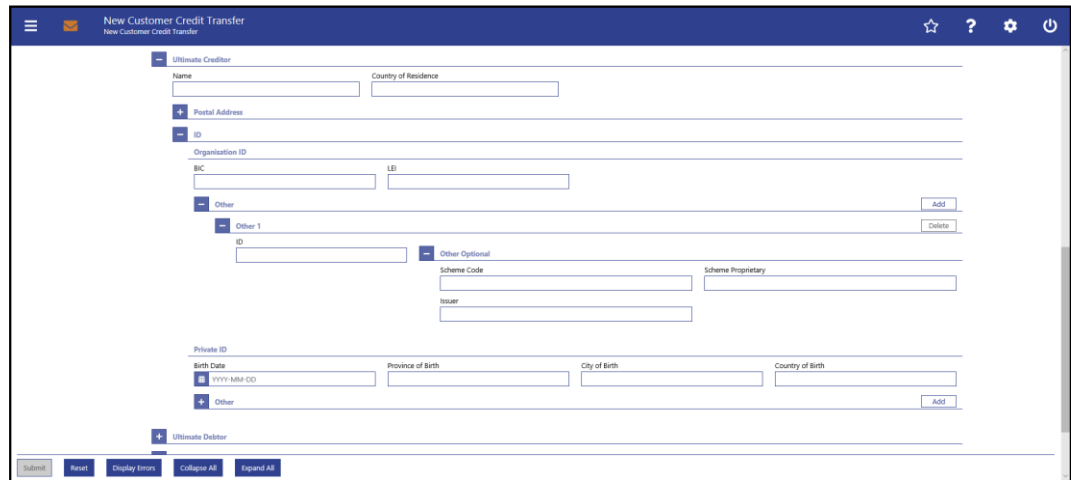 New Customer Credit Transfer
New Customer Credit Transfer
?
− Ultimate Creditor
Name Country of Residence
+ Postal Address
− ID
Organisation ID
BIC LEI
− Other Add
− Other 1 Delete
ID − Other Optional
Scheme Code Scheme Proprietary
Issuer
Private ID
Birth Date Province of Birth City of Birth Country of Birth
YYYY-MM-DD
+ Other Add
+ Ultimate Debtor
Submit Reset Display Errors Collapse All Expand All